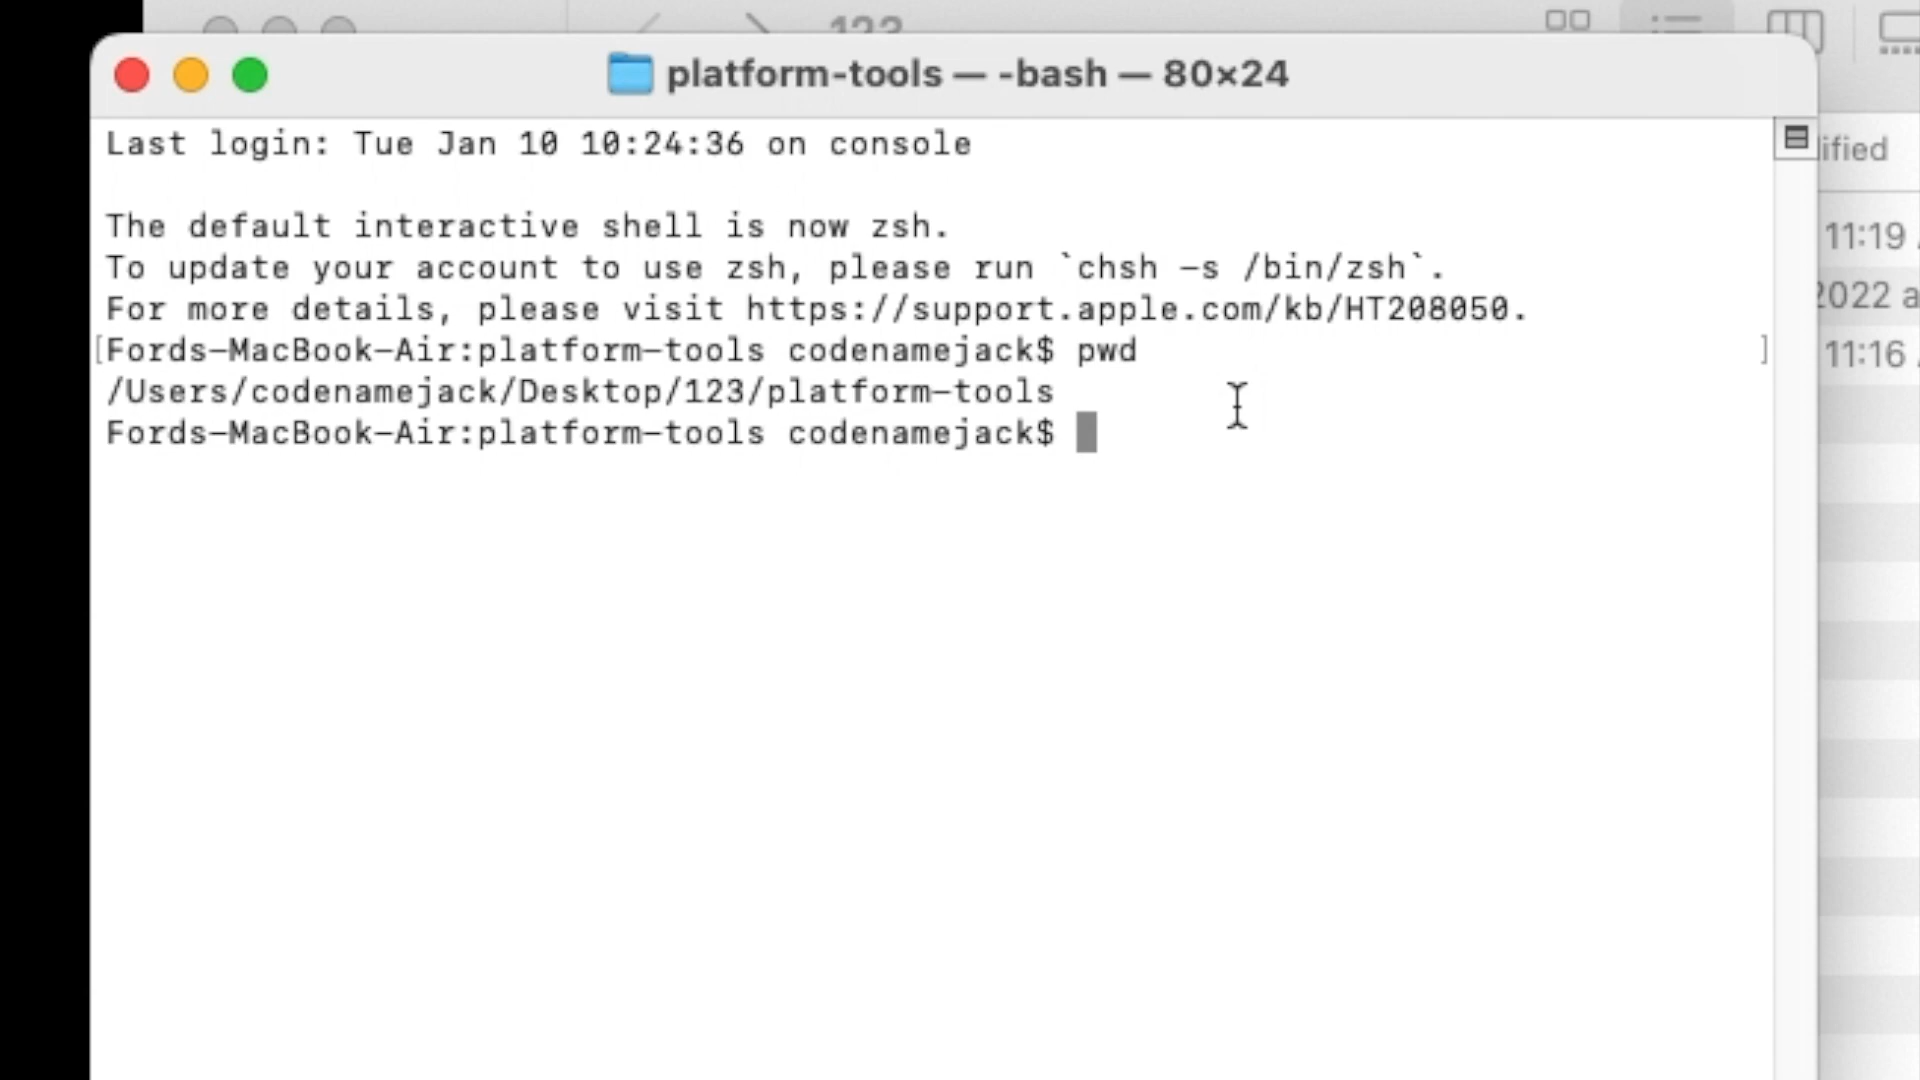 123
platform-tools — -bash — 80×24
Last login: Tue Jan 10 10:24:36 on console
The default interactive shell is now zsh.
To update your account to use zsh, please run `chsh -s /bin/zsh`.
For more details, please visit https://support.apple.com/kb/HT208050.
[Fords-MacBook-Air:platform-tools codenamejack$ pwd ]
/Users/codenamejack/Desktop/123/platform-tools
Fords-MacBook-Air:platform-tools codenamejack$
ified
11:19
2022 a
11:16